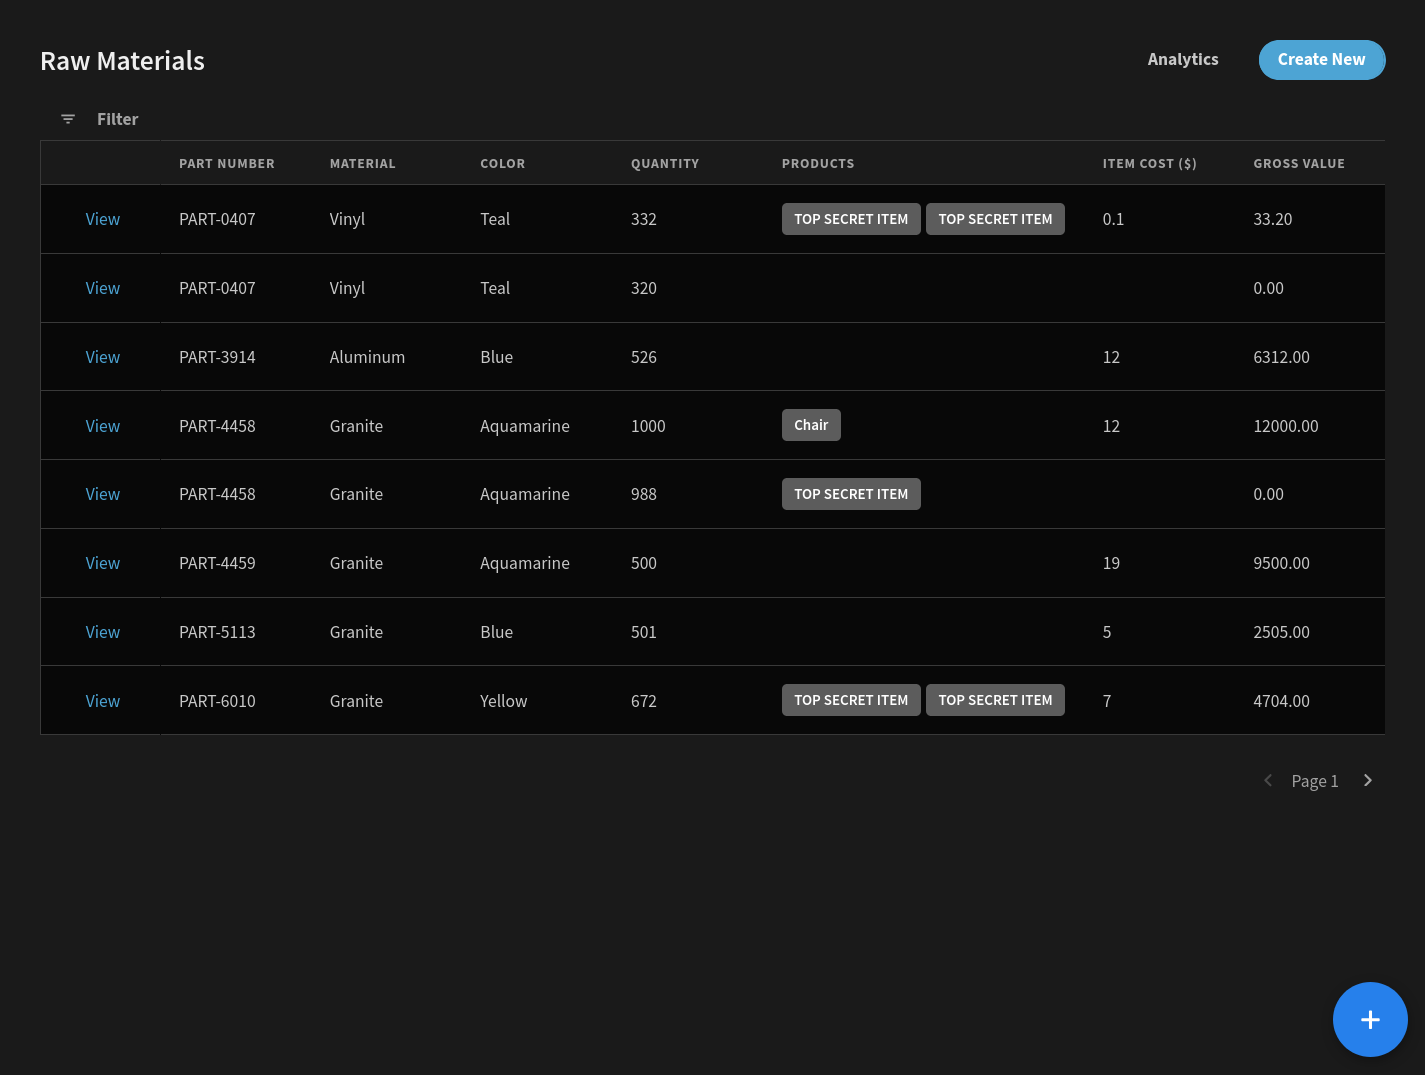 Raw Materials
Analytics
Create New
Filter
PART NUMBER MATERIAL COLOR QUANTITY PRODUCTS ITEM COST ($) GROSS VALUE
View PART-0407 Vinyl Teal 332 TOP SECRET ITEM TOP SECRET ITEM 0.1 33.20
View PART-0407 Vinyl Teal 320 0.00
View PART-3914 Aluminum Blue 526 12 6312.00
View PART-4458 Granite Aquamarine 1000 Chair 12 12000.00
View PART-4458 Granite Aquamarine 988 TOP SECRET ITEM 0.00
View PART-4459 Granite Aquamarine 500 19 9500.00
View PART-5113 Granite Blue 501 5 2505.00
View PART-6010 Granite Yellow 672 TOP SECRET ITEM TOP SECRET ITEM 7 4704.00
Page 1